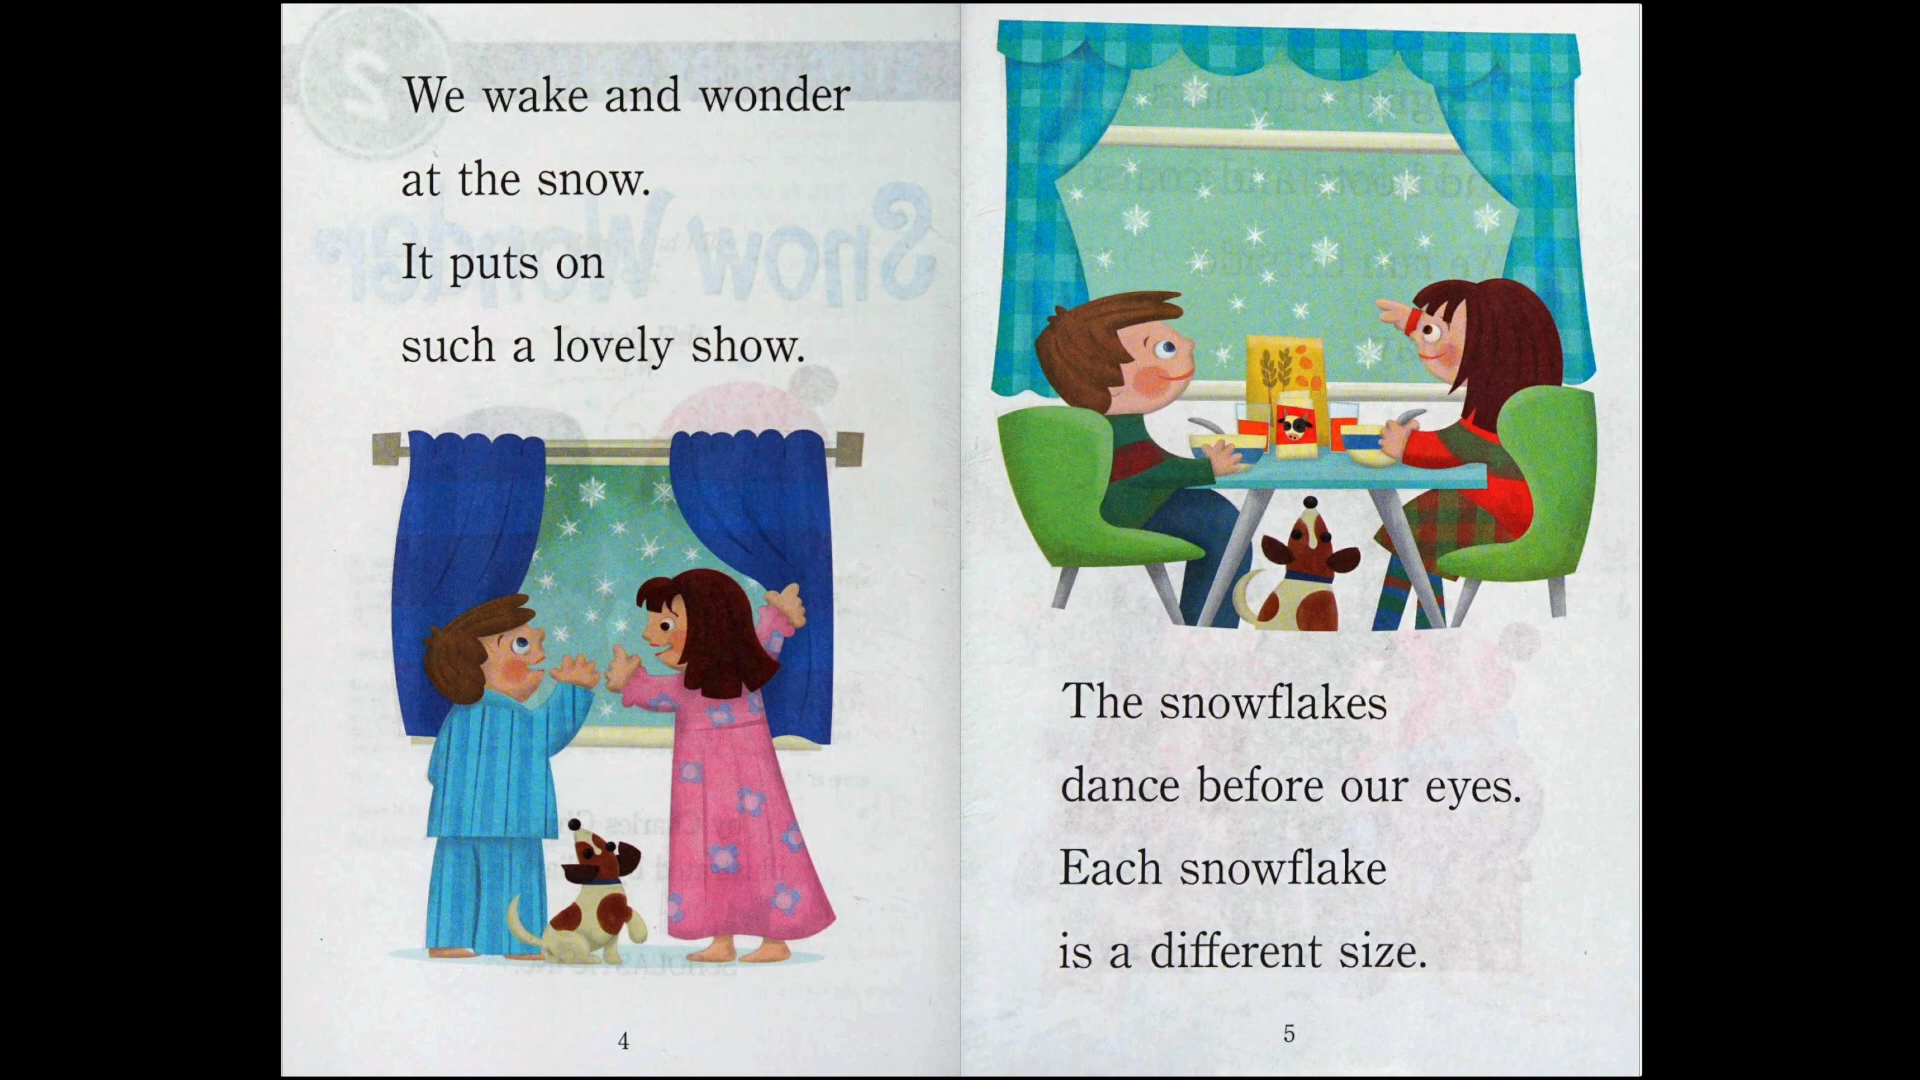 We wake and wonder
at the snow.
It puts on
such a lovely show.
4
The snowflakes
dance before our eyes.
Each snowflake
is a different size.
5